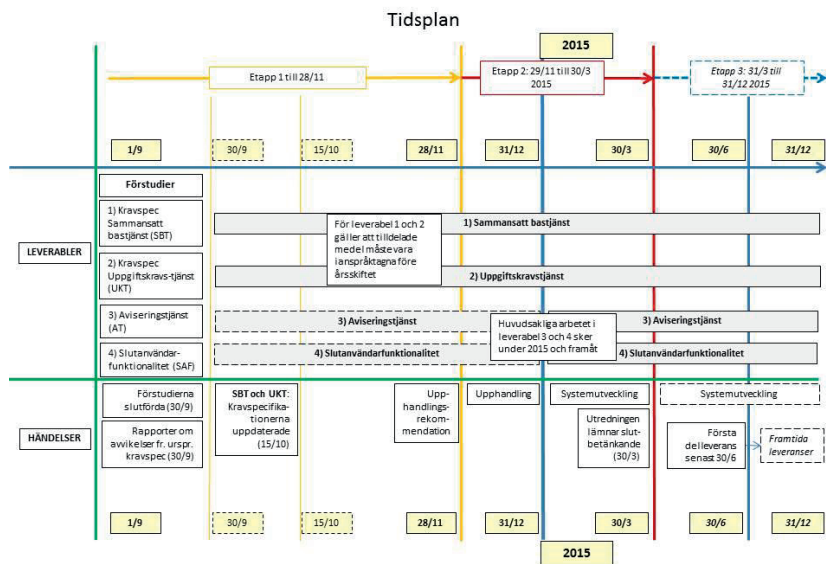 Tidsplan
2015
Etapp 1 till 28/11
Etapp 2: 29/11 till 30/3
2015
Etapp 3: 31/3 till
31/12 2015
1/9
30/9
15/10
28/11
31/12
30/3
30/6
31/12
Förstudier
LEVERABLER
1) Kravspec
Sammansatt
bastjänst (SBT)
2) Kravspec
Uppgiftskravs-tjänst
(UKT)
3) Aviseringstjänst
(AT)
4) Slutanvändar-
funktionalitet (SAF)
För leverabel 1 och 2
gäller att tilldelade
medel måste vara
ianspråktagna före
årsskiftet
1) Sammansatt bastjänst
2) Uppgiftskravstjänst
3) Aviseringstjänst
4) Slutanvändarfunktionalitet
Huvudsakliga arbetet i
leverabel 3 och 4 sker
under 2015 och framåt
3) Aviseringstjänst
4) Slutanvändarfunktionalitet
HÄNDELSER
Förstudierna
slutförda (30/9)
Rapporter om
avvikelser fr. urspr.
kravspec (30/9)
SBT och UKT:
Kravspecifika-
tionerna
uppdaterade
(15/10)
Upp-
handlingsre-
kommendation
Upphandling
Systemutveckling
Utredningen
lämnar slut-
betänkande
(30/3)
Systemutveckling
Första
delleverans
senast 30/6
Framtida
leveranser
1/9
30/9
15/10
28/11
31/12
30/3
30/6
31/12
2015